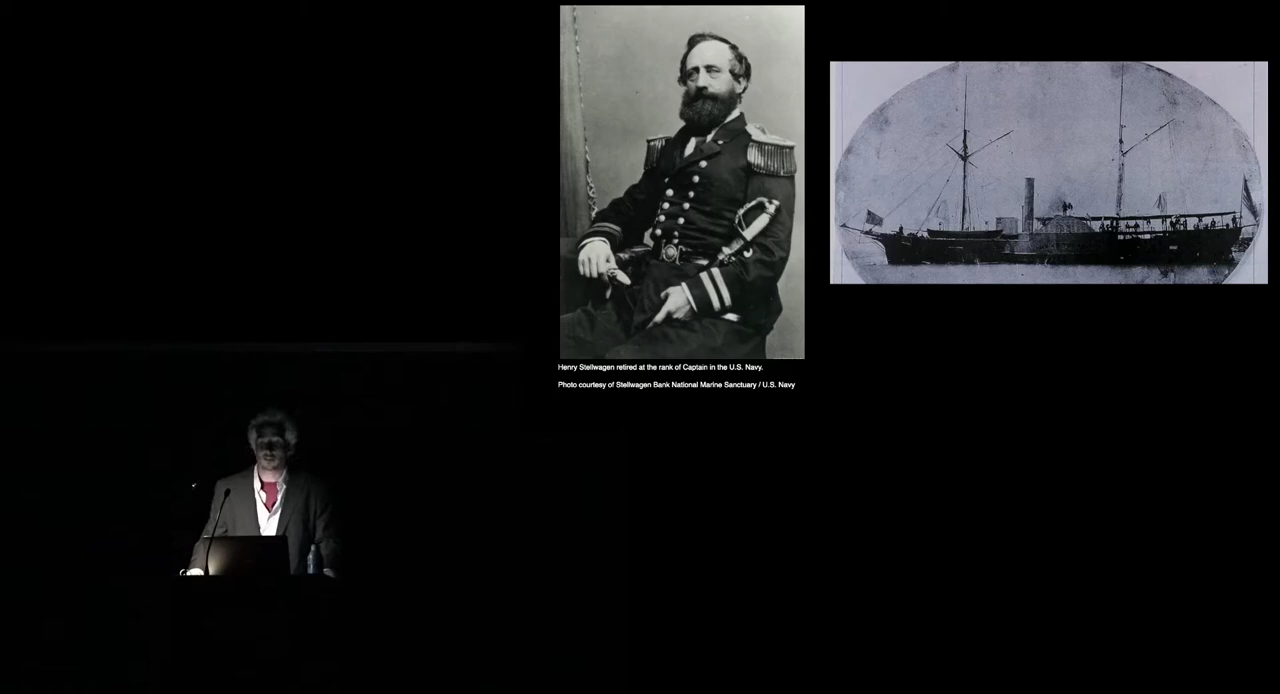 Henry Stellwagen retired at the rank of Captain in the U.S. Navy.
Photo courtesy of Stellwagen Bank National Marine Sanctuary / U.S. Navy